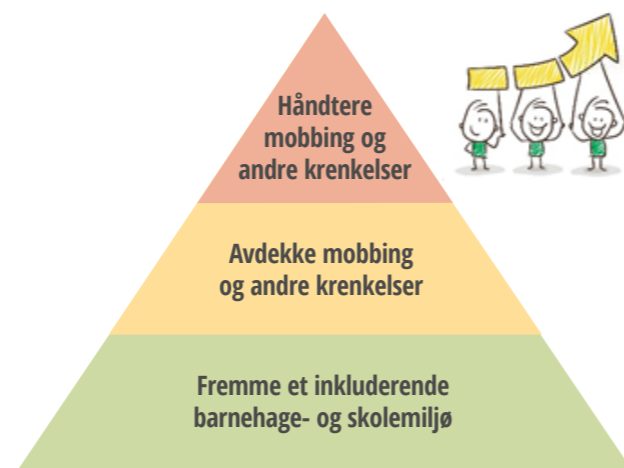 Håndtere
mobbing og
andre krenkelser
Avdekke mobbing
og andre krenkelser
Fremme et inkluderende
barnehage- og skolemiljø